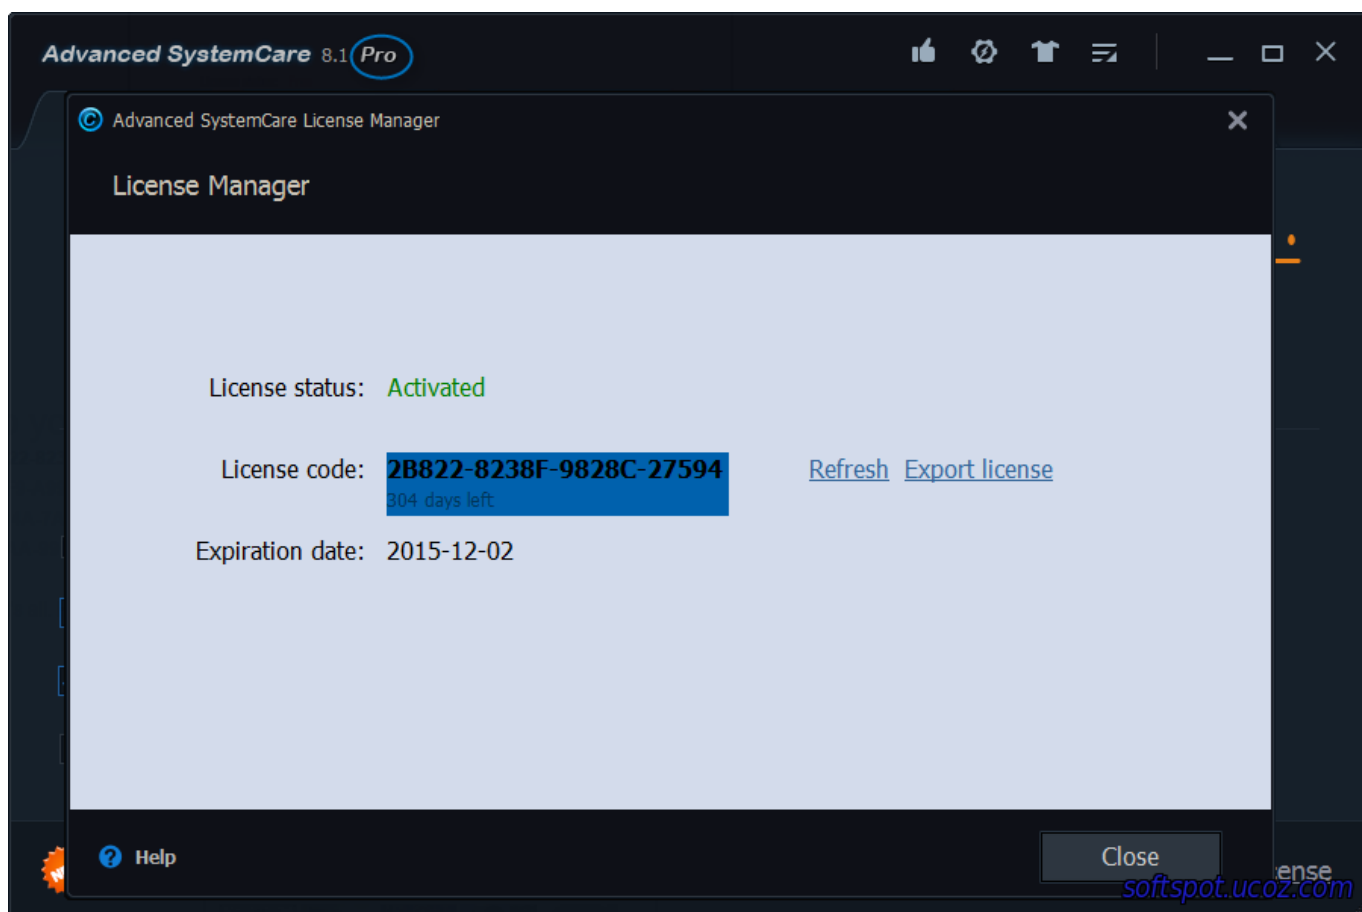 Advanced SystemCare 8.1 Pro
Advanced SystemCare License Manager
License Manager
License status: Activated
License code: 2B822-8238F-9828C-27594 Refresh Export license
304 days left
Expiration date: 2015-12-02
Help
Close
ense
softspot.ucoz.com